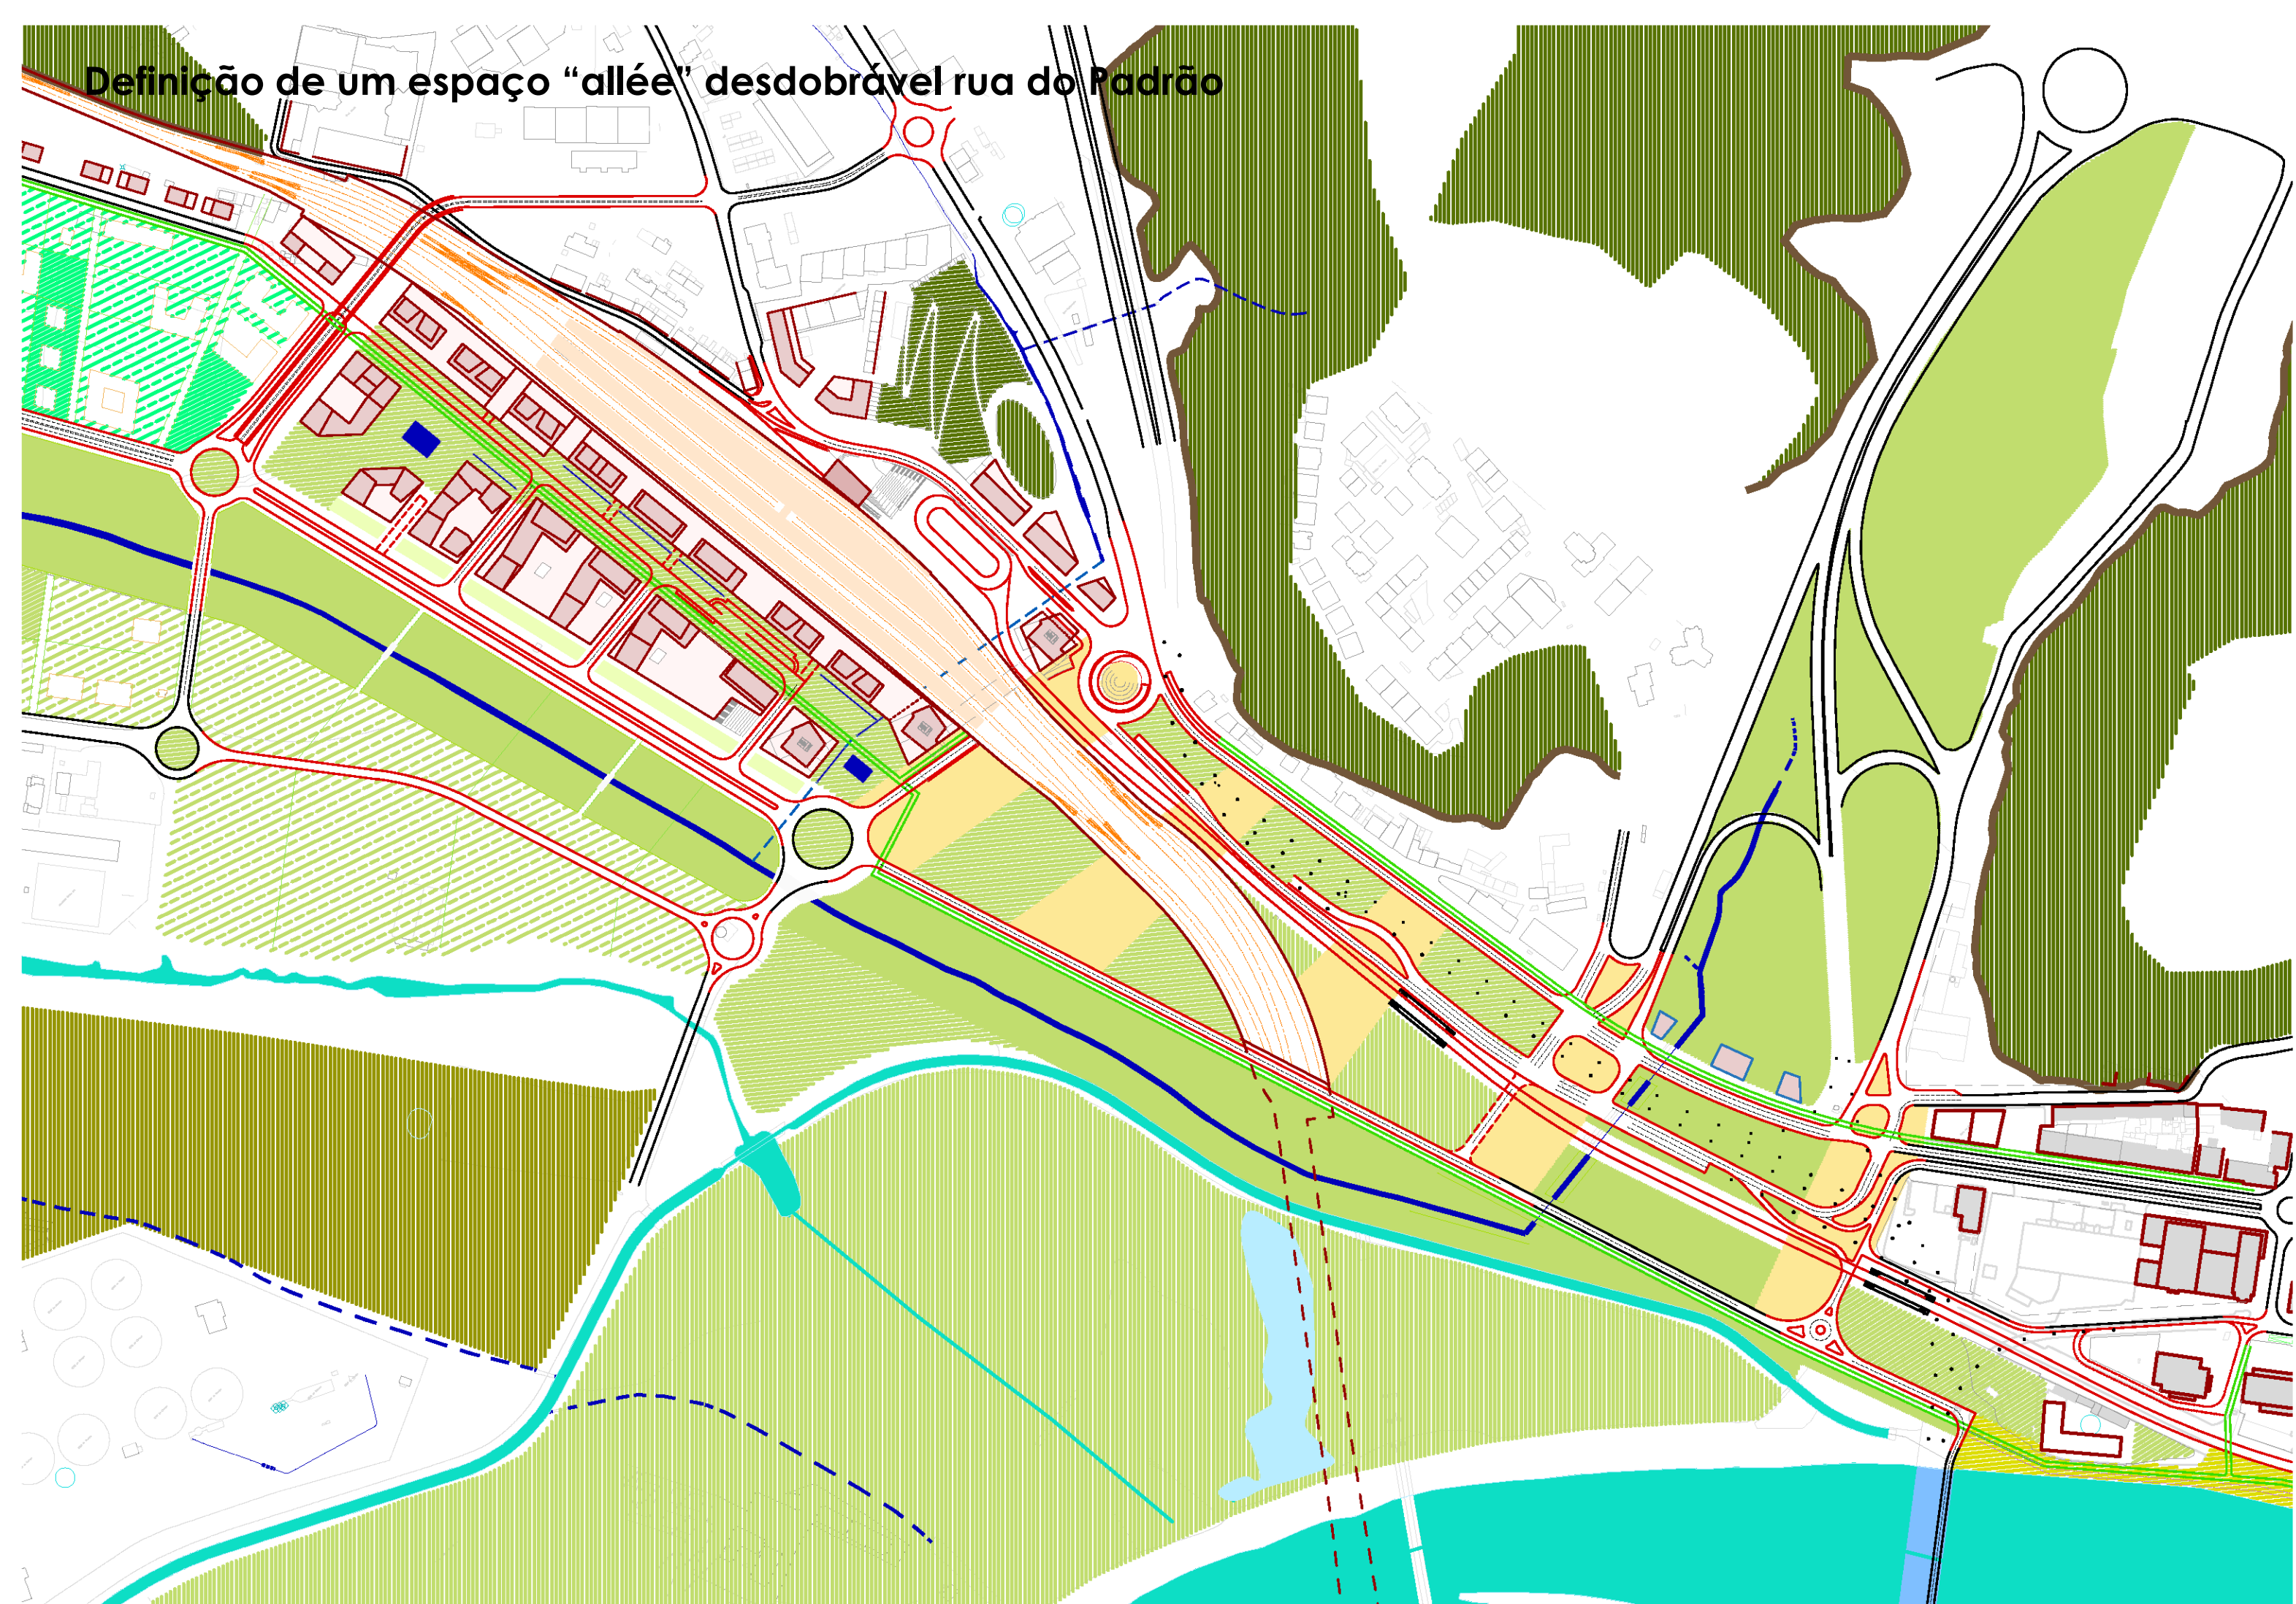 Definição de um espaço “allée” desdobrável rua do Padrão